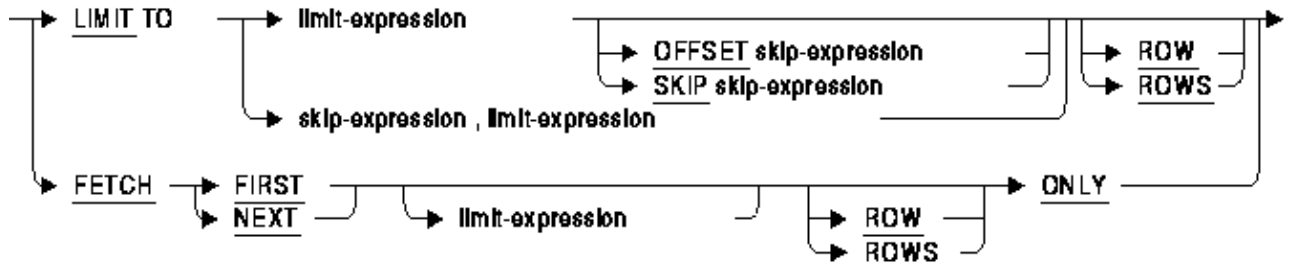 LIMIT TO limit-expression
OFFSET skip-expression ROW
SKIP skip-expression ROWS
skip-expression , limit-expression
FETCH FIRST ONLY
NEXT limit-expression ROW
ROWS